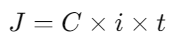 J = C × i × t